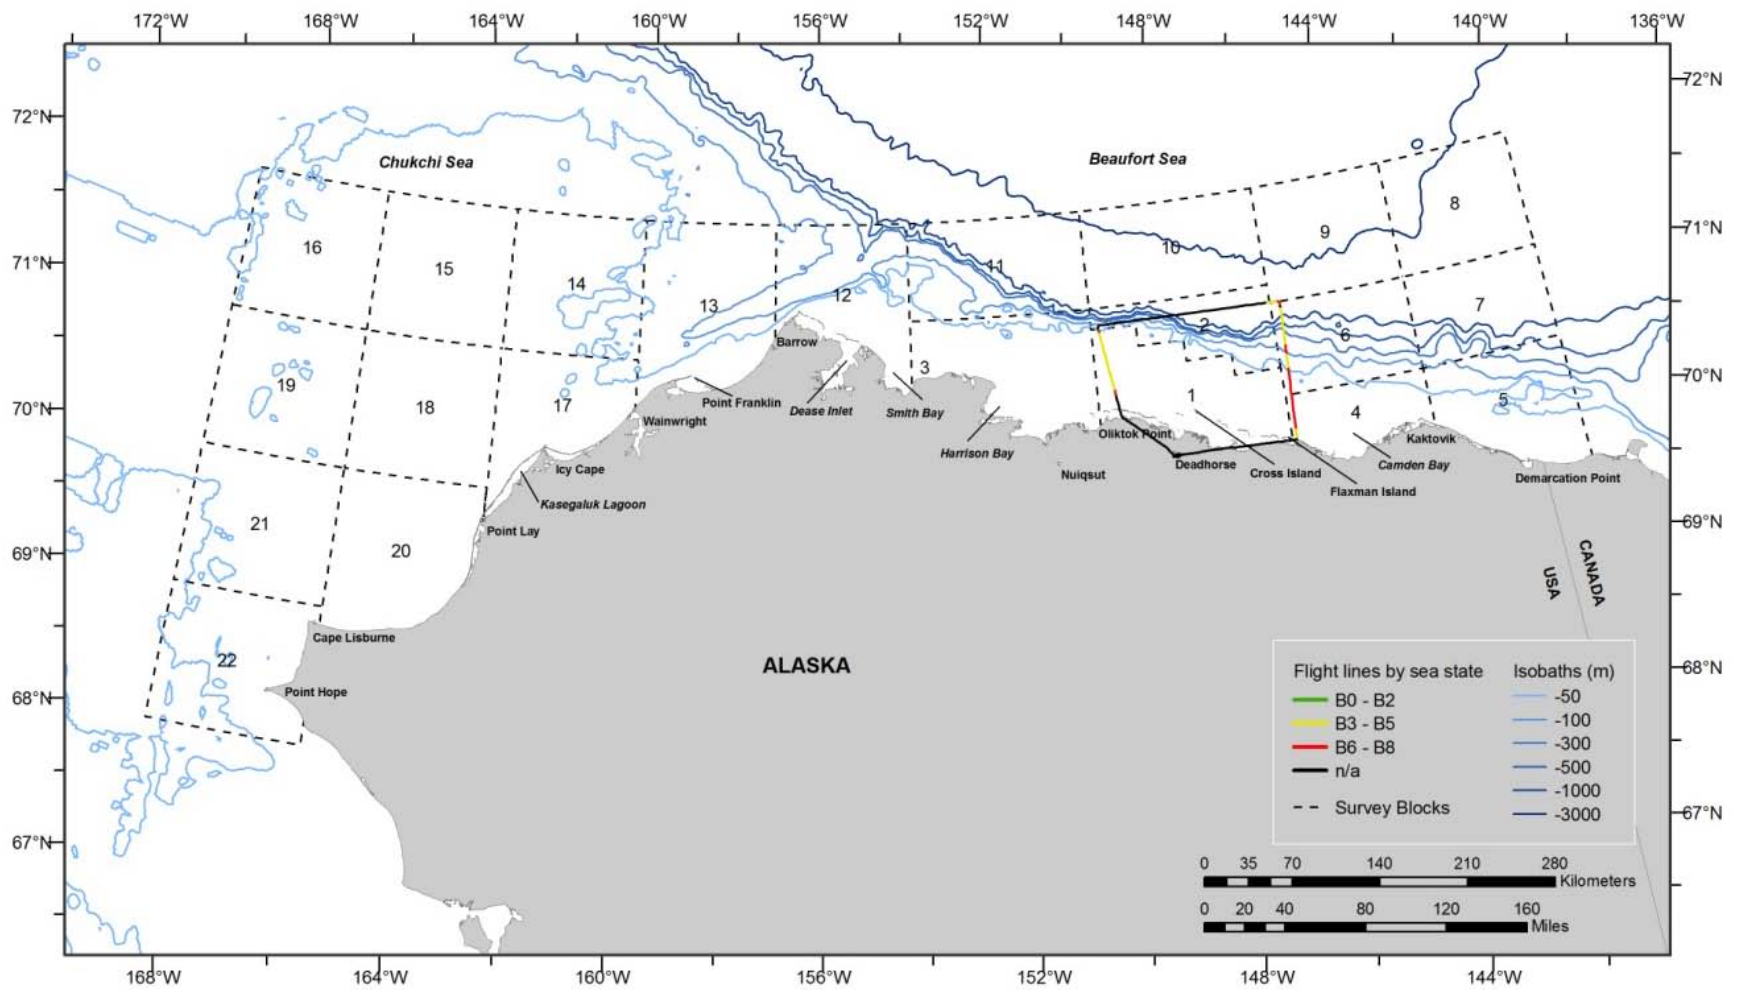 172°W 168°W 164°W 160°W 156°W 152°W 148°W 144°W 140°W 136°W
72°N 72°N
Chukchi Sea Beaufort Sea
8
9
10
71°N
16
15 11
71°N
14
13 12
7
2 6
Barrow
3
70°N
19
18 17
Point Franklin
Dease Inlet
Smith Bay
1
4
5
70°N
Wainwright
Harrison Bay
Oliktok Point
Kaktovik
Icy Cape
Nuiqsut
Deadhorse
Cross Island
Camden Bay
Flaxman Island
Demarcation Point
Kasegaluk Lagoon
21
Point Lay
69°N
20
69°N
USA
CANADA
Cape Lisburne
22
ALASKA
68°N
Point Hope
68°N
Flight lines by sea state
B0 - B2
B3 - B5
B6 - B8
n/a
Survey Blocks
Isobaths (m)
-50
-100
-300
-500
-1000
-3000
67°N 67°N
0 35 70 140 210 280
Kilometers
0 20 40 80 120 160
Miles
168°W 164°W 160°W 156°W 152°W 148°W 144°W